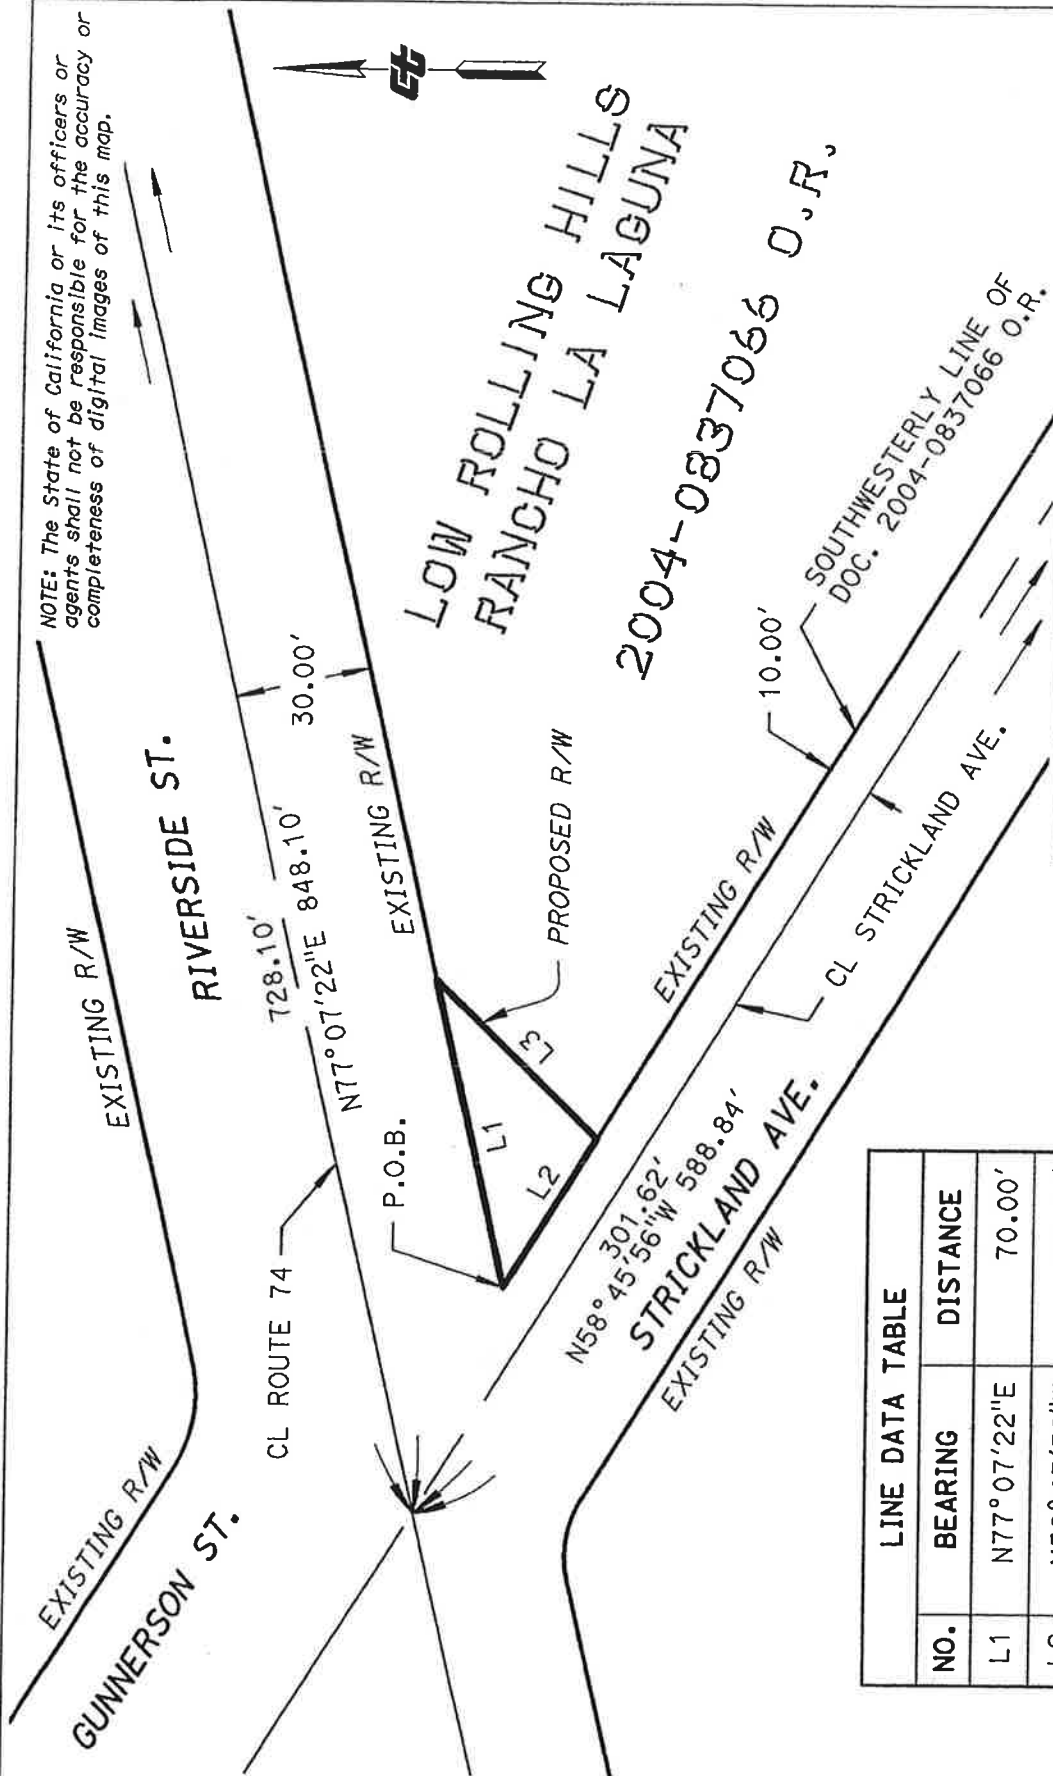 NOTE: The State of California or its officers or
agents shall not be responsible for the accuracy or
completeness of digital images of this map.
EXISTING R/W
GUNNERSON ST.
EXISTING R/W
RIVERSIDE ST.
CL ROUTE 74
728.10'
N77°07'22"E 848.10'
30.00'
EXISTING R/W
P.O.B.
L1
L2
L3
PROPOSED R/W
ct
LOW ROLLING HILLS
RANCHO LA LAGUNA
2004-0837066 O.R.
EXISTING R/W
10.00'
SOUTHWESTERLY LINE OF
DOC. 2004-0837066 O.R.
301.62'
N58°45'56"W 588.84'
STRICKLAND AVE.
EXISTING R/W
CL STRICKLAND AVE.
LINE DATA TABLE
NO. BEARING DISTANCE
L1 N77°07'22"E 70.00'